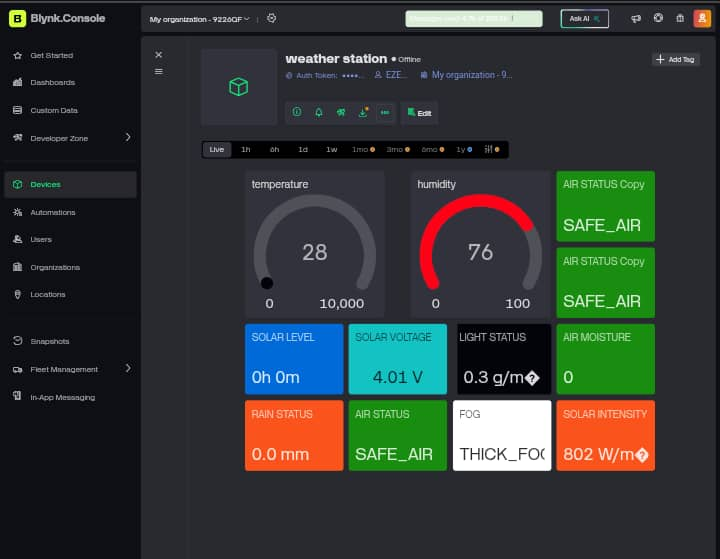 B Blynk.Console
My organization - 9226QF
Ask AI
Get Started
Dashboards
Custom Data
Developer Zone
Devices
Automations
Users
Organizations
Locations
Snapshots
Fleet Management
In-App Messaging
weather station Offline
Add Tag
Auth Token: ••••... EZE... My organization - 9...
Edit
Live 1h 6h 1d 1w 1mo 3mo 6mo 1y
temperature
28
0 10,000
humidity
76
0 100
AIR STATUS Copy
SAFE_AIR
AIR STATUS Copy
SAFE_AIR
SOLAR LEVEL
0h 0m
SOLAR VOLTAGE
4.01 V
LIGHT STATUS
0.3 g/m�
AIR MOISTURE
0
RAIN STATUS
0.0 mm
AIR STATUS
SAFE_AIR
FOG
THICK_FOG
SOLAR INTENSITY
802 W/m�